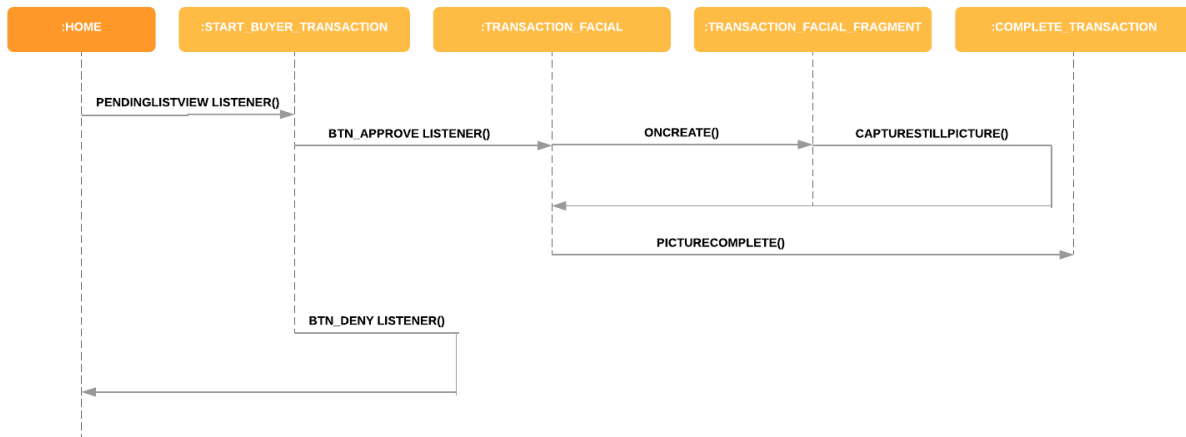 :HOME
:START_BUYER_TRANSACTION
:TRANSACTION_FACIAL
:TRANSACTION_FACIAL_FRAGMENT
:COMPLETE_TRANSACTION
PENDINGLISTVIEW LISTENER()
BTN_APPROVE LISTENER()
ONCREATE()
CAPTURESTILLPICTURE()
PICTURECOMPLETE()
BTN_DENY LISTENER()